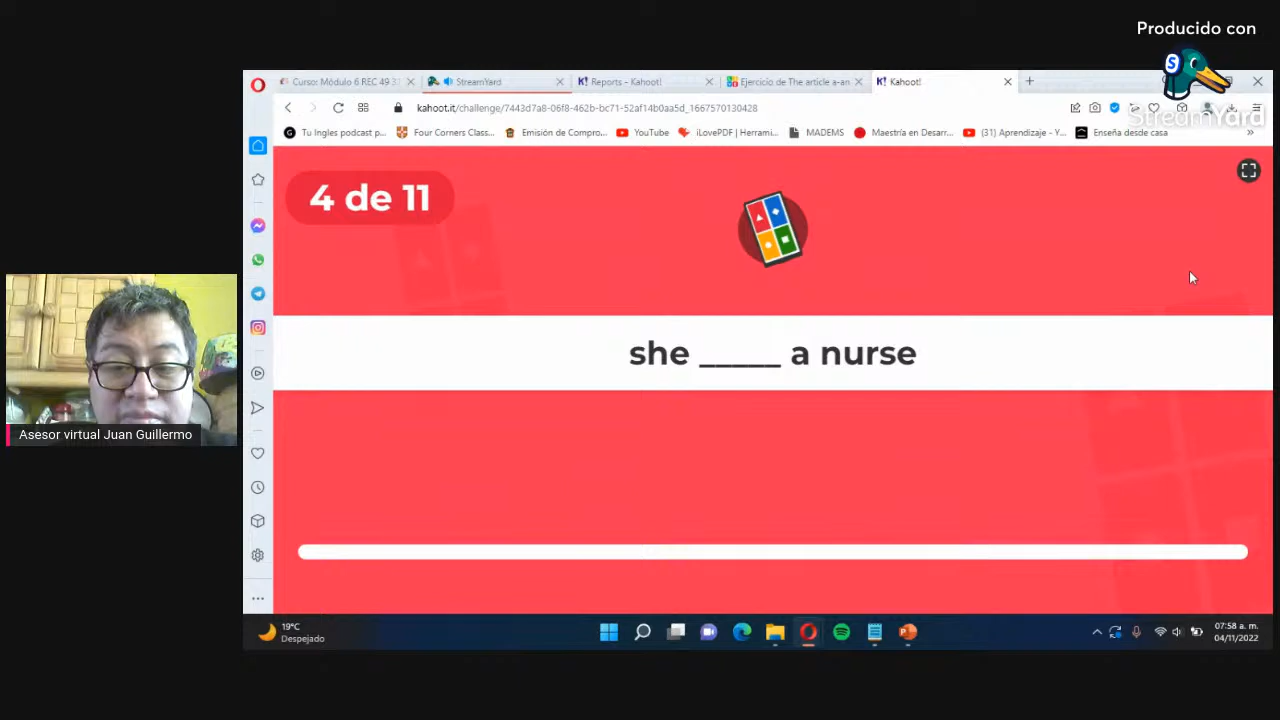 Producido con
StreamYard
Curso: Módulo 6 REC 49 3
StreamYard
Reports - Kahoot!
Ejercicio de The article a-an
Kahoot!
kahoot.it/challenge/7443d7a8-06f8-462b-bc71-52af14b0aa5d_1667570130428
Tu Ingles podcast p...
Four Corners Class...
Emisión de Compro...
YouTube
iLovePDF | Herrami...
MADEMS
Maestría en Desarr...
(31) Aprendizaje - Y...
Enseña desde casa
4 de 11
she _____ a nurse
Asesor virtual Juan Guillermo
19°C
Despejado
07:58 a. m.
04/11/2022